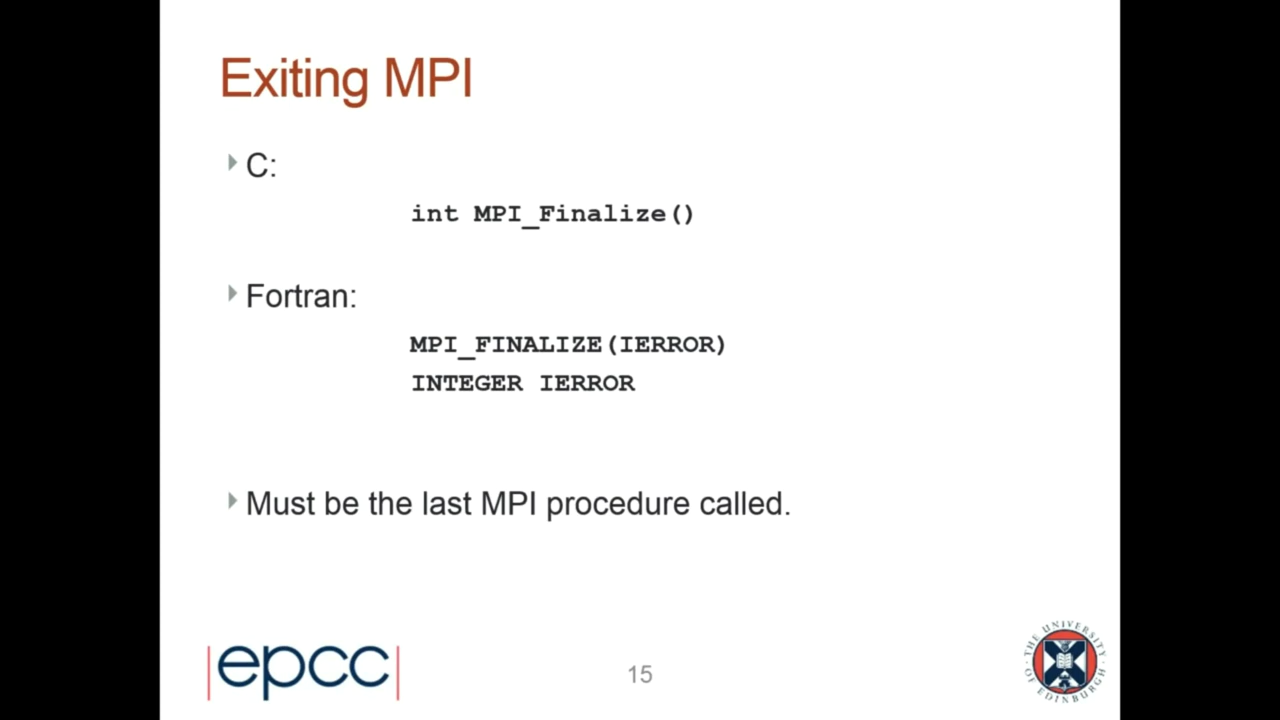 Exiting MPI
C:
int MPI_Finalize()
Fortran:
MPI_FINALIZE(IERROR)
INTEGER IERROR
Must be the last MPI procedure called.
epcc
15
THE UNIVERSITY OF EDINBURGH